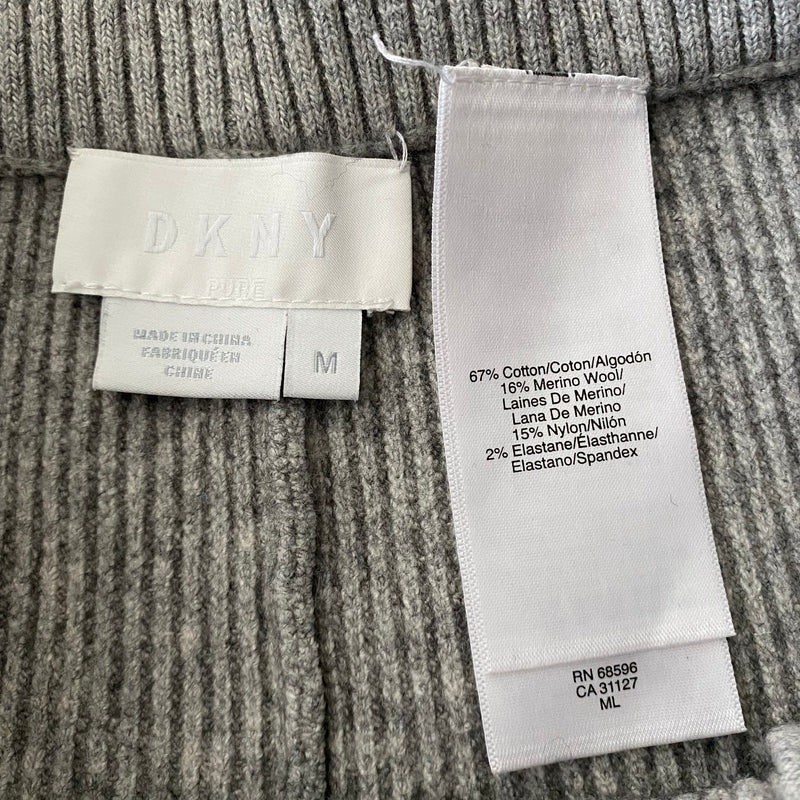 DKNY
PURE
MADE IN CHINA
FABRIQUÉ EN
CHINE
M
67% Cotton/Coton/Algodón
16% Merino Wool/
Laines De Merino/
Lana De Merino
15% Nylon/Nilón
2% Elastane/Élasthanne/
Elastano/Spandex
RN 68596
CA 31127
ML